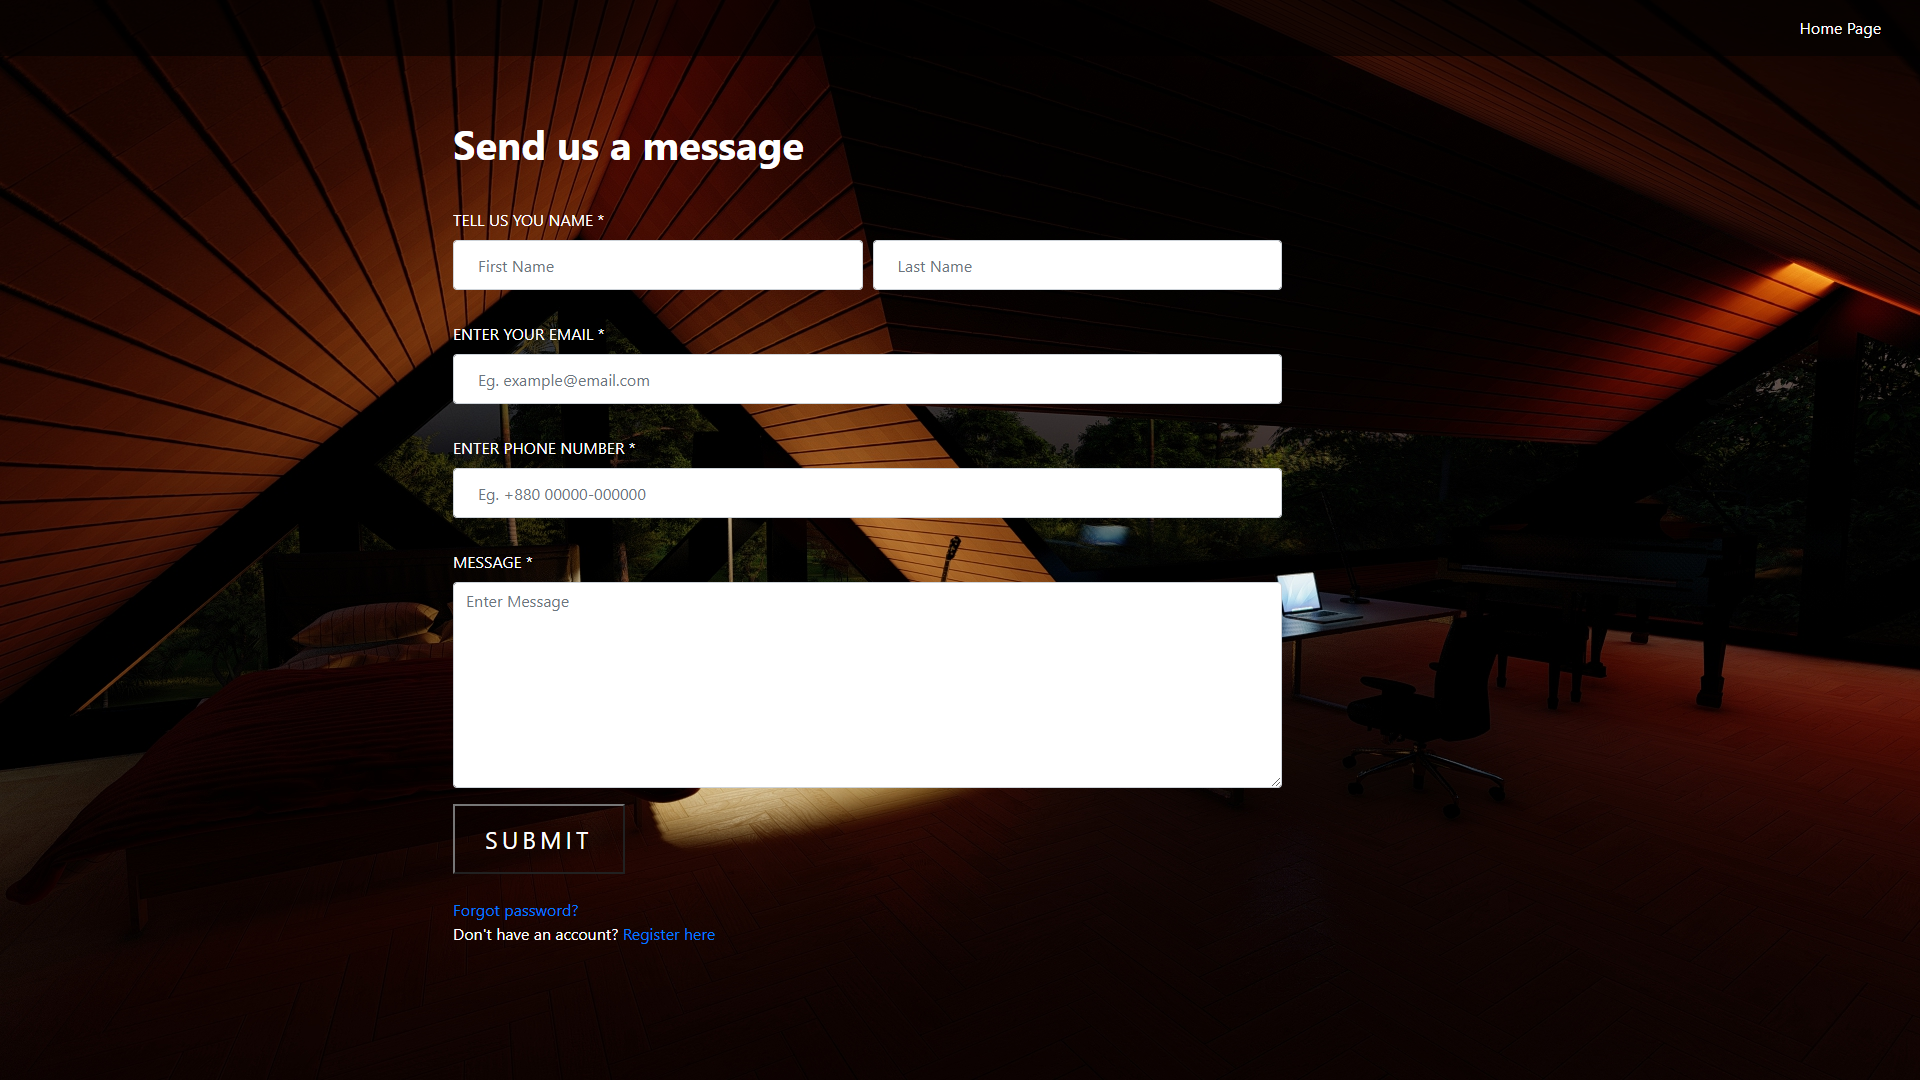 Home Page
Send us a message
TELL US YOU NAME *
First Name Last Name
ENTER YOUR EMAIL *
Eg. example@email.com
ENTER PHONE NUMBER *
Eg. +880 00000-000000
MESSAGE *
Enter Message
SUBMIT
Forgot password?
Don't have an account? Register here